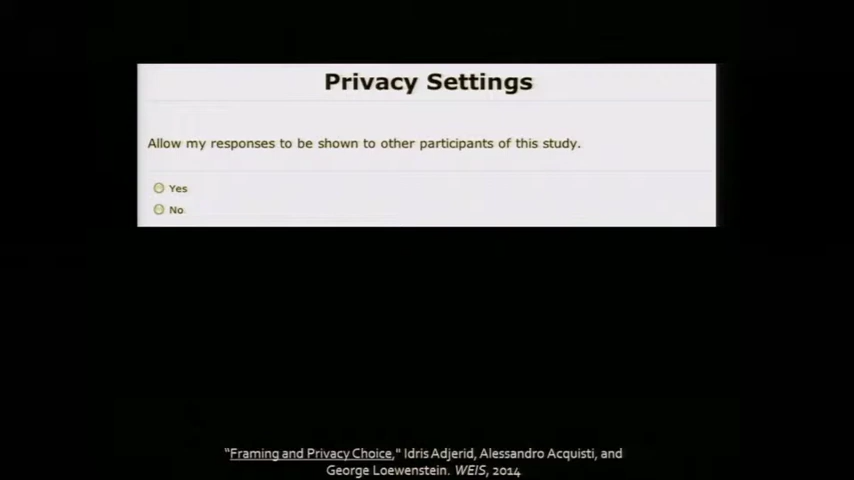 Privacy Settings
Allow my responses to be shown to other participants of this study.
Yes
No
"Framing and Privacy Choice," Idris Adjerid, Alessandro Acquisti, and
George Loewenstein. WEIS, 2014